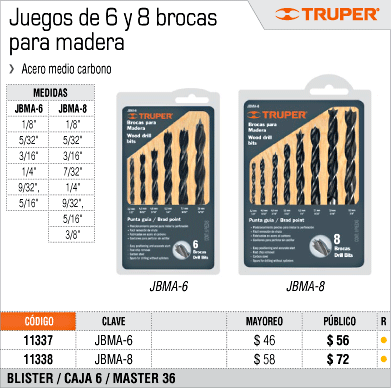 Juegos de 6 y 8 brocas
para madera
TRUPER
Acero medio carbono
MEDIDAS
JBMA-6 JBMA-8
1/8" 1/8"
5/32" 5/32"
3/16" 3/16"
1/4" 7/32"
9/32", 1/4"
5/16" 9/32",
5/16"
3/8"
JBMA-6
TRUPER
Brocas para
Madera
Wood drill
bits
Punta guía / Brad point
6
Brocas
Drill Bits
JBMA-6
JBMA-8
TRUPER
Brocas para
Madera
Wood drill
bits
Punta guía / Brad point
8
Brocas
Drill Bits
JBMA-8
CÓDIGO CLAVE MAYOREO PÚBLICO R
11337 JBMA-6 $ 46 $ 56
11338 JBMA-8 $ 58 $ 72
BLISTER / CAJA 6 / MASTER 36